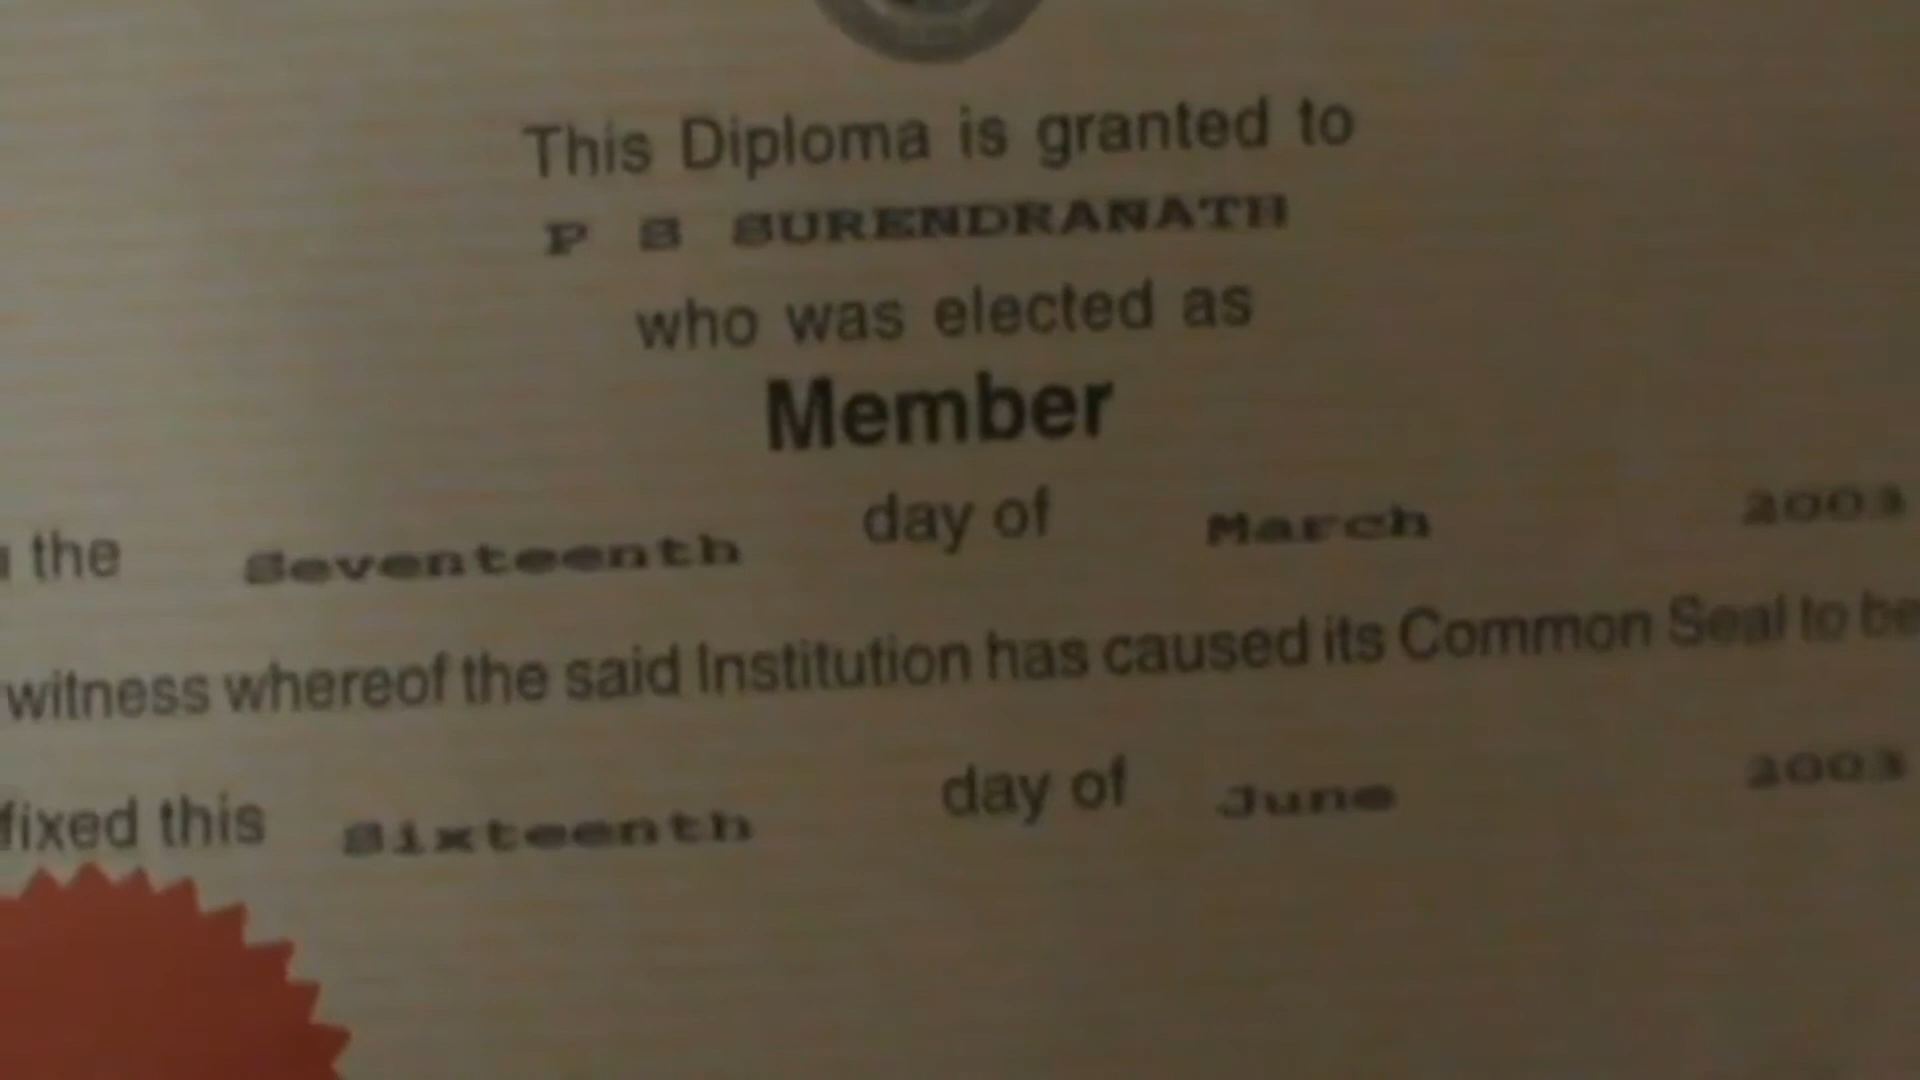 This Diploma is granted to
P S SURENDRANATH
who was elected as
Member
the Seventeenth day of March 2003
witness whereof the said Institution has caused its Common Seal to be
fixed this Sixteenth day of June 2003